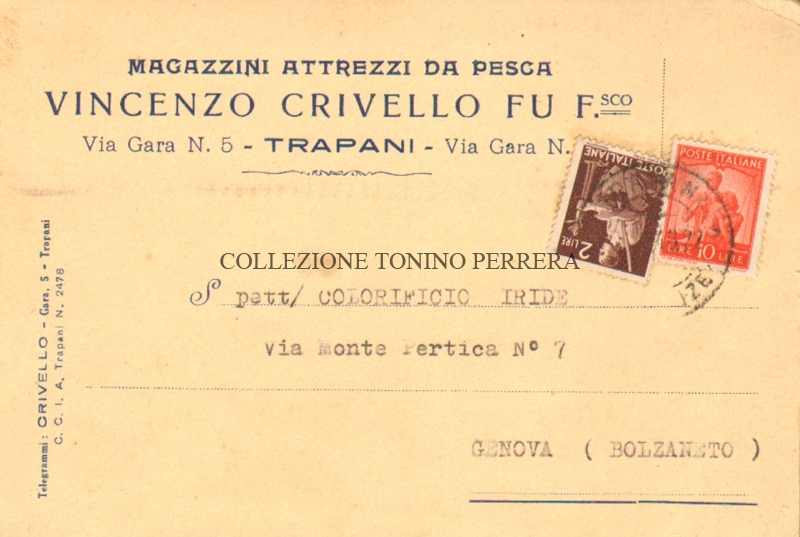 MAGAZZINI ATTREZZI DA PESCA
VINCENZO CRIVELLO FU F.SCO
Via Gara N. 5 - TRAPANI - Via Gara N.
POSTE ITALIANE
2 LIRE
POSTE ITALIANE
LIRE 10 LIRE
COLLEZIONE TONINO PERRERA
Spett/ COLORIFICIO IRIDE
Via Monte Pertica N° 7
GENOVA ( BOLZANETO )
Telegrammi: CRIVELLO - Gara, 5 - Trapani
C. C. I. A, Trapani N. 2478